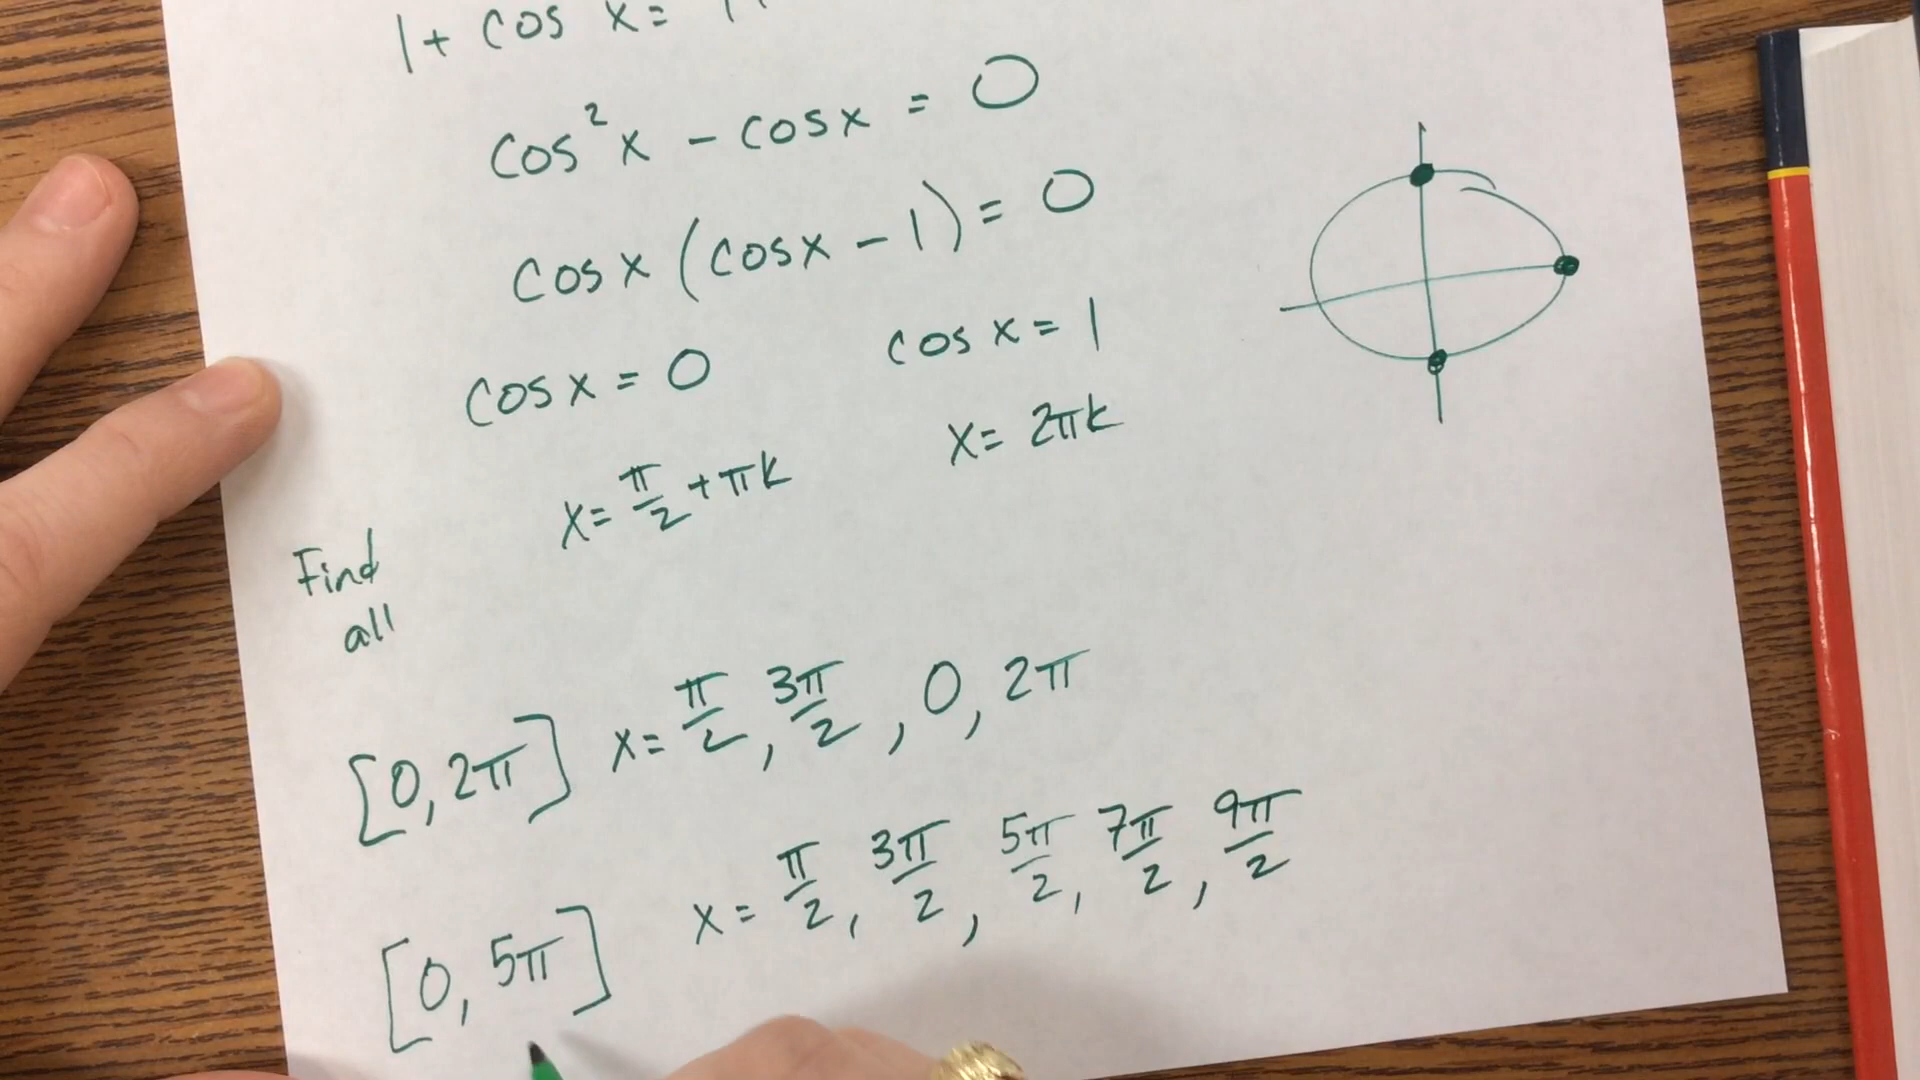 1 + cos x =
cos² x - cos x = 0
cos x (cos x - 1) = 0
cos x = 0 cos x = 1
x = π/2 + πk x = 2πk
Find
all
[0, 2π] x = π/2, 3π/2, 0, 2π
[0, 5π] x = π/2, 3π/2, 5π/2, 7π/2, 9π/2